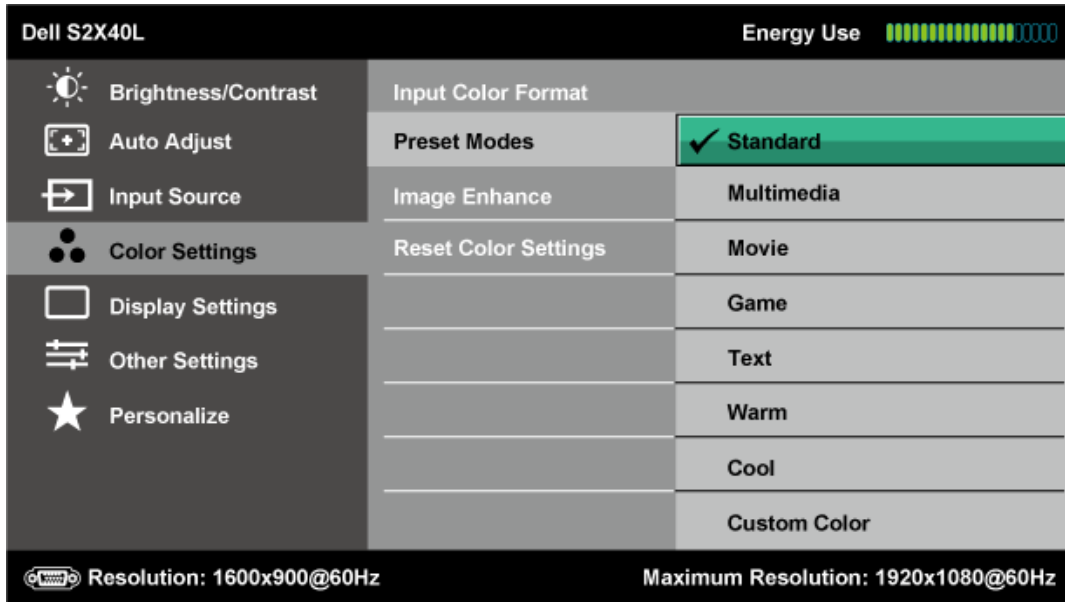 Dell S2X40L Energy Use
Brightness/Contrast Input Color Format
Auto Adjust Preset Modes Standard
Input Source Image Enhance Multimedia
Color Settings Reset Color Settings Movie
Display Settings Game
Other Settings Text
Personalize Warm
Cool
Custom Color
Resolution: 1600x900@60Hz Maximum Resolution: 1920x1080@60Hz